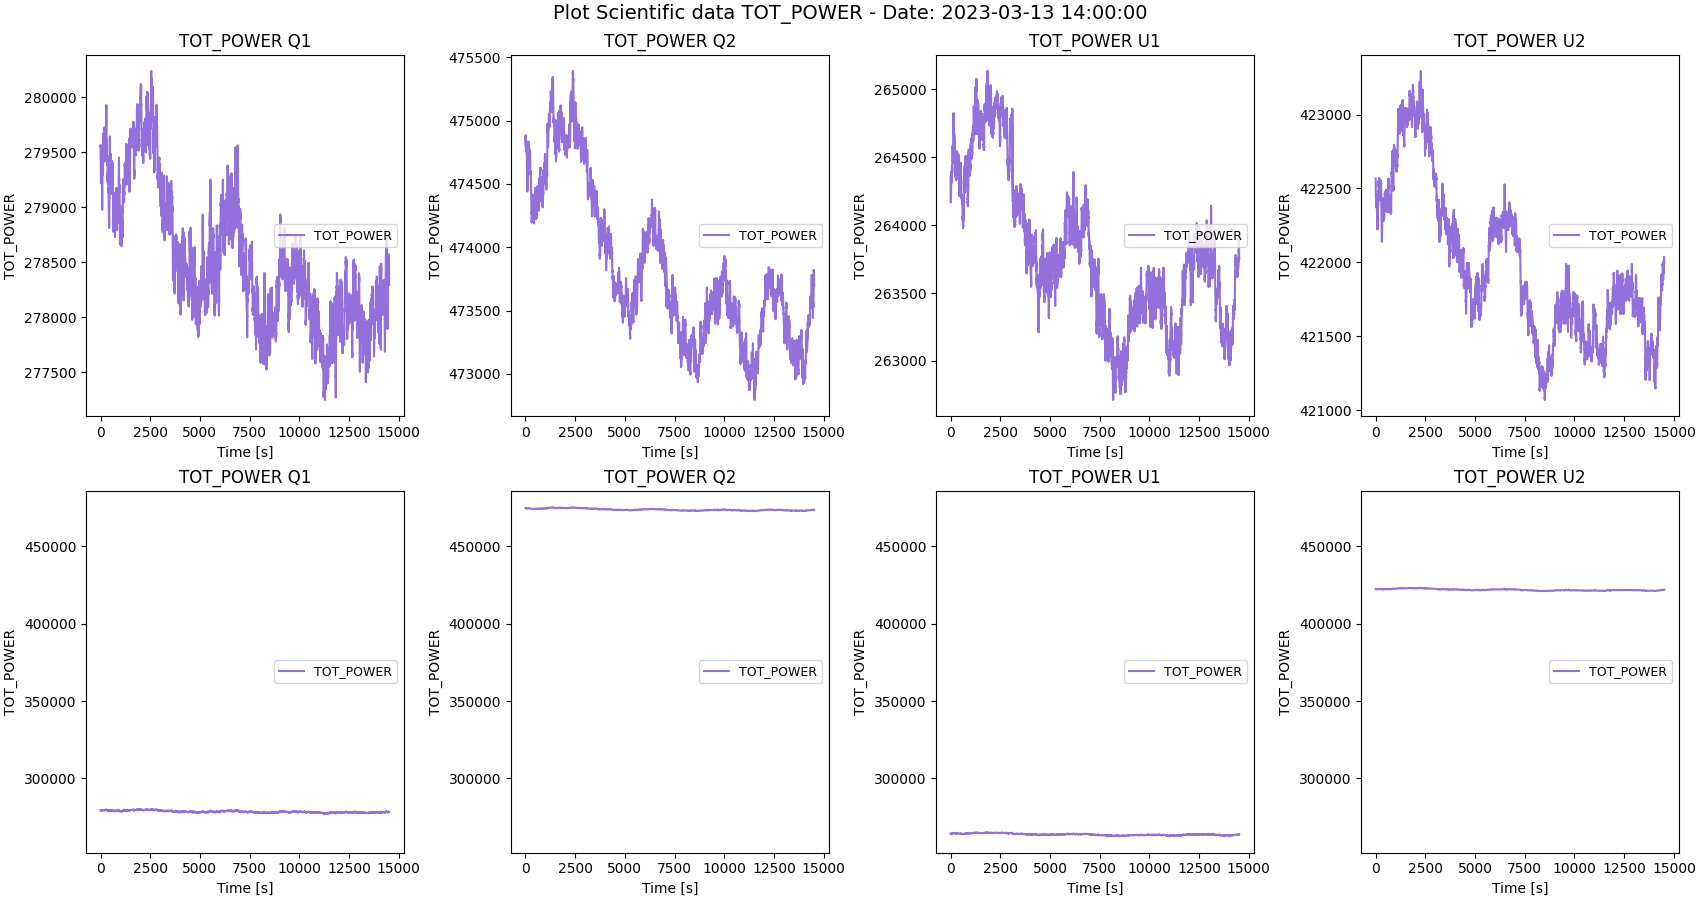 Plot Scientific data TOT_POWER - Date: 2023-03-13 14:00:00
TOT_POWER Q1
TOT_POWER
280000
279500
279000
278500
278000
277500
TOT_POWER
0 2500 5000 7500 10000 12500 15000
Time [s]
TOT_POWER Q2
TOT_POWER
475500
475000
474500
474000
473500
473000
TOT_POWER
0 2500 5000 7500 10000 12500 15000
Time [s]
TOT_POWER U1
TOT_POWER
265000
264500
264000
263500
263000
TOT_POWER
0 2500 5000 7500 10000 12500 15000
Time [s]
TOT_POWER U2
TOT_POWER
423000
422500
422000
421500
421000
TOT_POWER
0 2500 5000 7500 10000 12500 15000
Time [s]
TOT_POWER Q1
TOT_POWER
450000
400000
350000
300000
TOT_POWER
0 2500 5000 7500 10000 12500 15000
Time [s]
TOT_POWER Q2
TOT_POWER
450000
400000
350000
300000
TOT_POWER
0 2500 5000 7500 10000 12500 15000
Time [s]
TOT_POWER U1
TOT_POWER
450000
400000
350000
300000
TOT_POWER
0 2500 5000 7500 10000 12500 15000
Time [s]
TOT_POWER U2
TOT_POWER
450000
400000
350000
300000
TOT_POWER
0 2500 5000 7500 10000 12500 15000
Time [s]